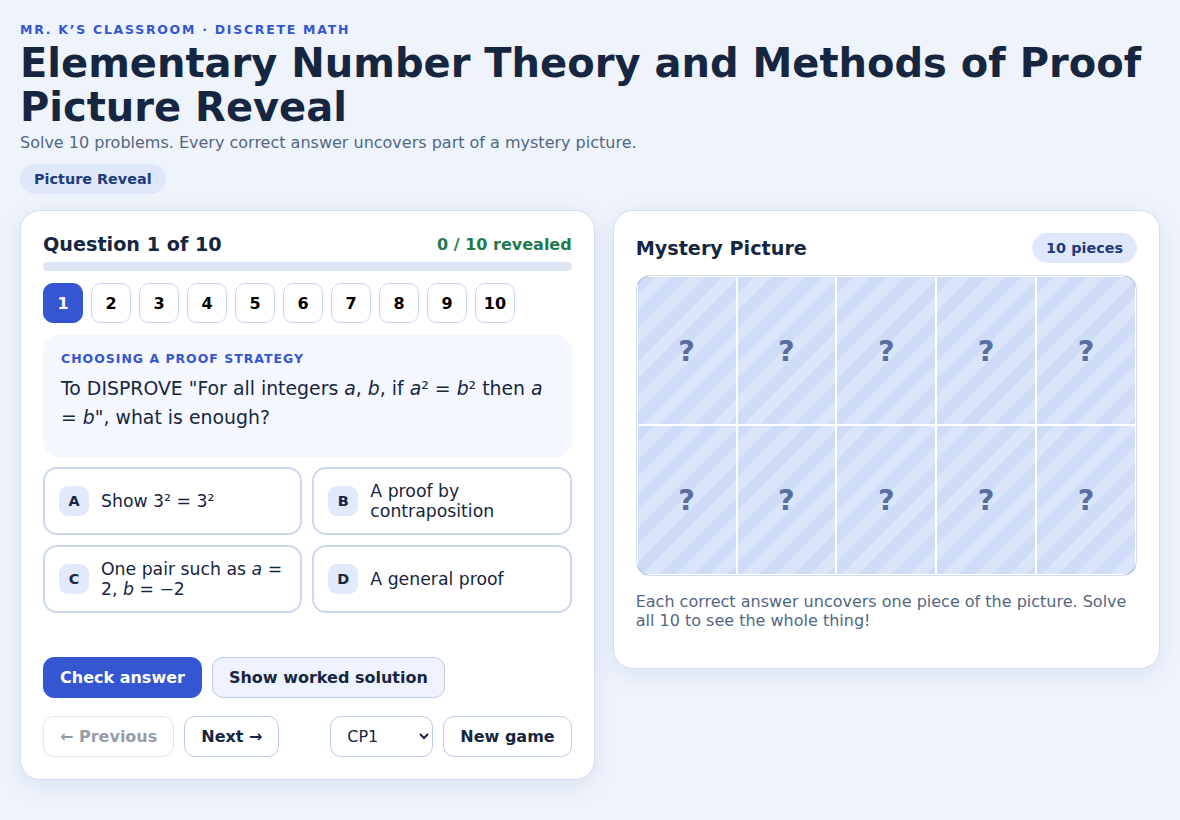 MR. K’S CLASSROOM · DISCRETE MATH
Elementary Number Theory and Methods of Proof
Picture Reveal
Solve 10 problems. Every correct answer uncovers part of a mystery picture.
Picture Reveal
Question 1 of 10
0 / 10 revealed
1 2 3 4 5 6 7 8 9 10
CHOOSING A PROOF STRATEGY
To DISPROVE "For all integers a, b, if a² = b² then a
= b", what is enough?
A Show 3² = 3²
B A proof by
contraposition
C One pair such as a =
2, b = −2
D A general proof
Check answer
Show worked solution
← Previous
Next →
CP1
New game
Mystery Picture
10 pieces
? ? ? ? ?
? ? ? ? ?
Each correct answer uncovers one piece of the picture. Solve
all 10 to see the whole thing!